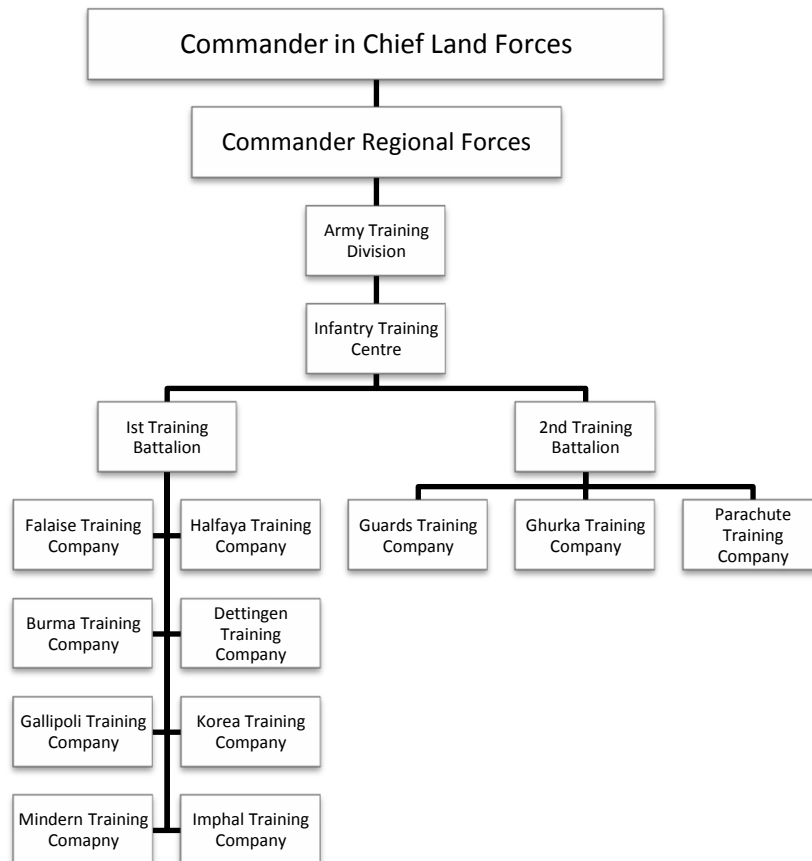 Commander in Chief Land Forces
Commander Regional Forces
Army Training
Division
Infantry Training
Centre
Ist Training
Battalion
2nd Training
Battalion
Falaise Training
Company
Halfaya Training
Company
Guards Training
Company
Ghurka Training
Company
Parachute
Training
Company
Burma Training
Company
Dettingen
Training
Company
Gallipoli Training
Company
Korea Training
Company
Mindern Training
Comapny
Imphal Training
Company